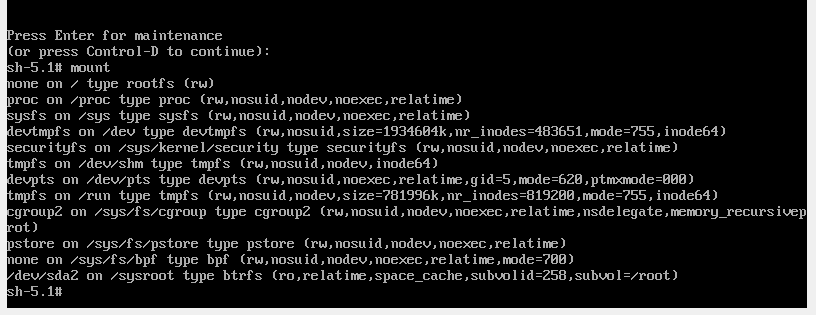 Press Enter for maintenance
(or press Control-D to continue):
sh-5.1# mount
none on / type rootfs (rw)
proc on /proc type proc (rw,nosuid,nodev,noexec,relatime)
sysfs on /sys type sysfs (rw,nosuid,nodev,noexec,relatime)
devtmpfs on /dev type devtmpfs (rw,nosuid,size=1934604k,nr_inodes=483651,mode=755,inode64)
securityfs on /sys/kernel/security type securityfs (rw,nosuid,nodev,noexec,relatime)
tmpfs on /dev/shm type tmpfs (rw,nosuid,nodev,inode64)
devpts on /dev/pts type devpts (rw,nosuid,noexec,relatime,gid=5,mode=620,ptmxmode=000)
tmpfs on /run type tmpfs (rw,nosuid,nodev,size=781996k,nr_inodes=819200,mode=755,inode64)
cgroup2 on /sys/fs/cgroup type cgroup2 (rw,nosuid,nodev,noexec,relatime,nsdelegate,memory_recursivep
rot)
pstore on /sys/fs/pstore type pstore (rw,nosuid,nodev,noexec,relatime)
none on /sys/fs/bpf type bpf (rw,nosuid,nodev,noexec,relatime,mode=700)
/dev/sda2 on /sysroot type btrfs (ro,relatime,space_cache,subvolid=258,subvol=/root)
sh-5.1#